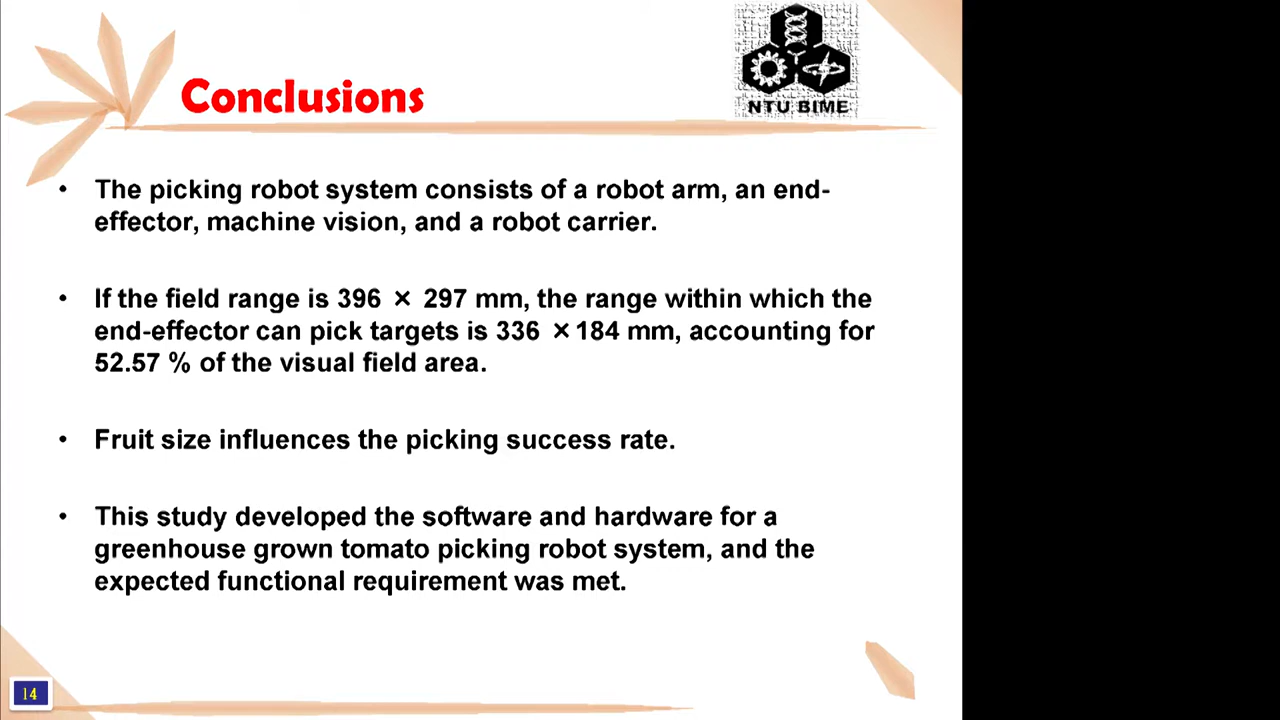 NTU BIME
Conclusions
• The picking robot system consists of a robot arm, an end-
effector, machine vision, and a robot carrier.
• If the field range is 396 × 297 mm, the range within which the
end-effector can pick targets is 336 ×184 mm, accounting for
52.57 % of the visual field area.
• Fruit size influences the picking success rate.
• This study developed the software and hardware for a
greenhouse grown tomato picking robot system, and the
expected functional requirement was met.
14